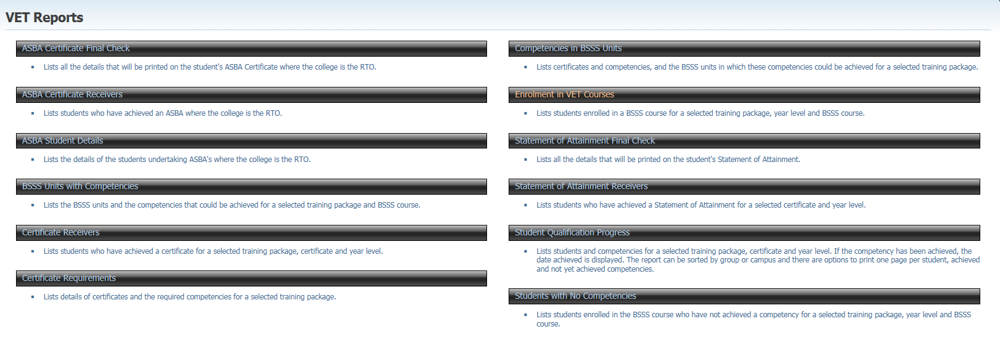 VET Reports
ASBA Certificate Final Check
Lists all the details that will be printed on the student's ASBA Certificate where the college is the RTO.
ASBA Certificate Receivers
Lists students who have achieved an ASBA where the college is the RTO.
ASBA Student Details
Lists the details of the students undertaking ASBA's where the college is the RTO.
BSSS Units with Competencies
Lists the BSSS units and the competencies that could be achieved for a selected training package and BSSS course.
Certificate Receivers
Lists students who have achieved a certificate for a selected training package, certificate and year level.
Certificate Requirements
Lists details of certificates and the required competencies for a selected training package.
Competencies in BSSS Units
Lists certificates and competencies, and the BSSS units in which these competencies could be achieved for a selected training package.
Enrolment in VET Courses
Lists students enrolled in a BSSS course for a selected training package, year level and BSSS course.
Statement of Attainment Final Check
Lists all the details that will be printed on the student's Statement of Attainment.
Statement of Attainment Receivers
Lists students who have achieved a Statement of Attainment for a selected certificate and year level.
Student Qualification Progress
Lists students and competencies for a selected training package, certificate and year level. If the competency has been achieved, the
date achieved is displayed. The report can be sorted by group or campus and there are options to print one page per student, achieved
and not yet achieved competencies.
Students with No Competencies
Lists students enrolled in the BSSS course who have not achieved a competency for a selected training package, year level and BSSS
course.